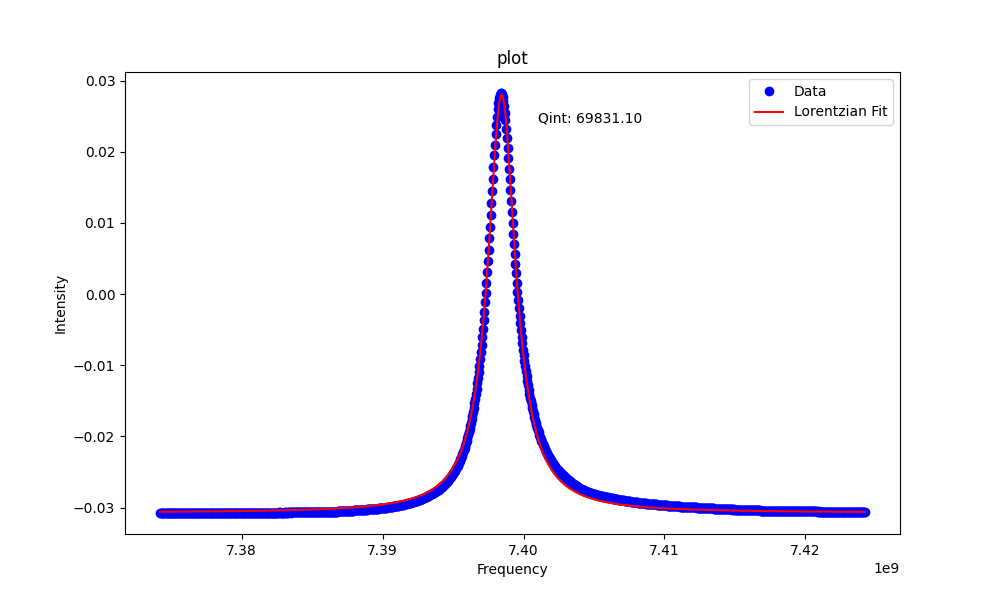 plot
Data
Lorentzian Fit
Qint: 69831.10
Intensity
0.03
0.02
0.01
0.00
−0.01
−0.02
−0.03
7.38
7.39
7.40
7.41
7.42
1e9
Frequency